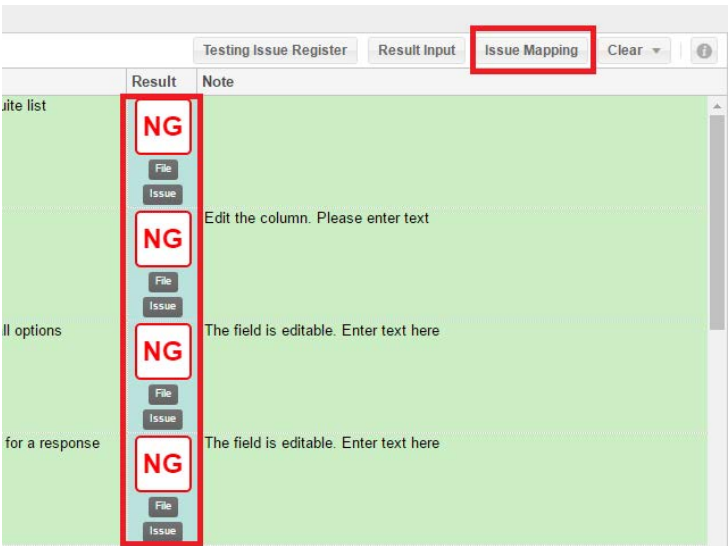 Testing Issue Register Result Input Issue Mapping Clear
Result Note
uite list
NG
File
Issue
Edit the column. Please enter text
NG
File
Issue
ll options The field is editable. Enter text here
NG
File
Issue
for a response The field is editable. Enter text here
NG
File
Issue